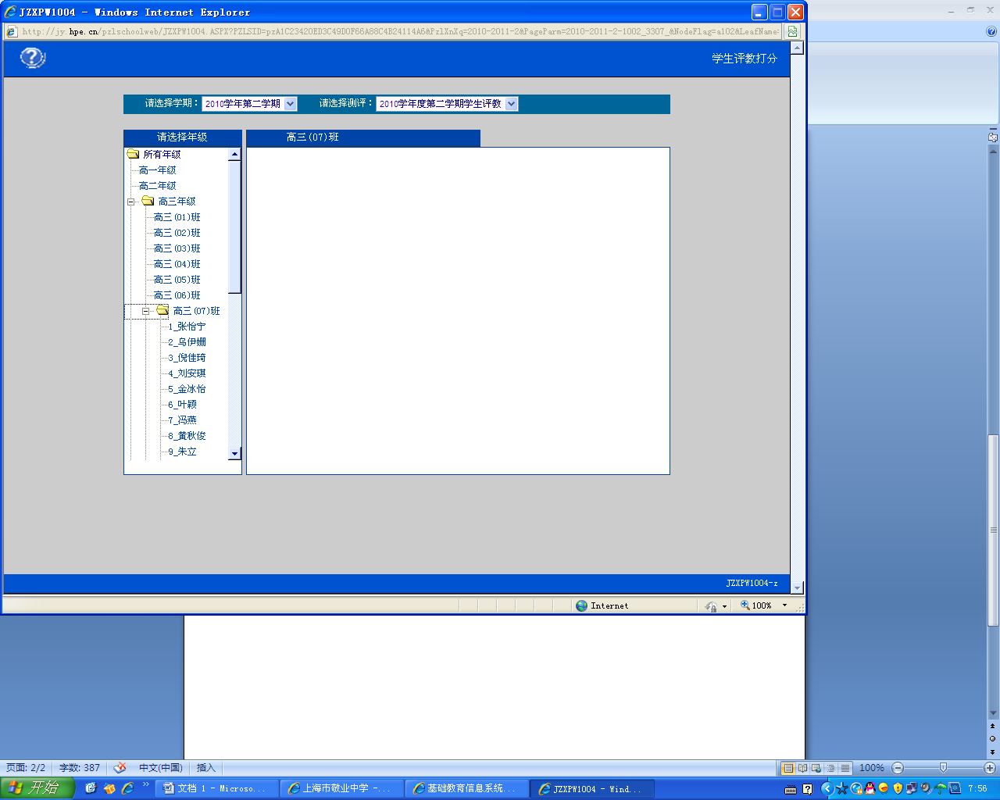 JZXPW1004 - Windows Internet Explorer
http://jy.hpe.cn/pzlschoolweb/JZXPW1004.ASPX?PZLSID=pzA1C23420ED3C49D0F66A88C4B24114A6&PzlXnXq=2010-2011-2&PageParm=2010-2011-2-1002_3307_&NodeFlag=a102&LeafName=
学生评教打分
请选择学期： 2010学年第二学期 请选择测评： 2010学年度第二学期学生评教
请选择年级 高三(07)班
所有年级
高一年级
高二年级
高三年级
高三(01)班
高三(02)班
高三(03)班
高三(04)班
高三(05)班
高三(06)班
高三(07)班
1_张怡宁
2_乌伊姗
3_倪佳琦
4_刘安琪
5_金冰怡
6_叶颖
7_冯燕
8_黄秋俊
9_朱立
JZXPW1004-z
Internet 100%
页面: 2/2 字数: 387 中文(中国) 插入 100%
开始 文档 1 - Microso... 上海市敬业中学 -... 基础教育信息系统... JZXPW1004 - Wind... 7:56